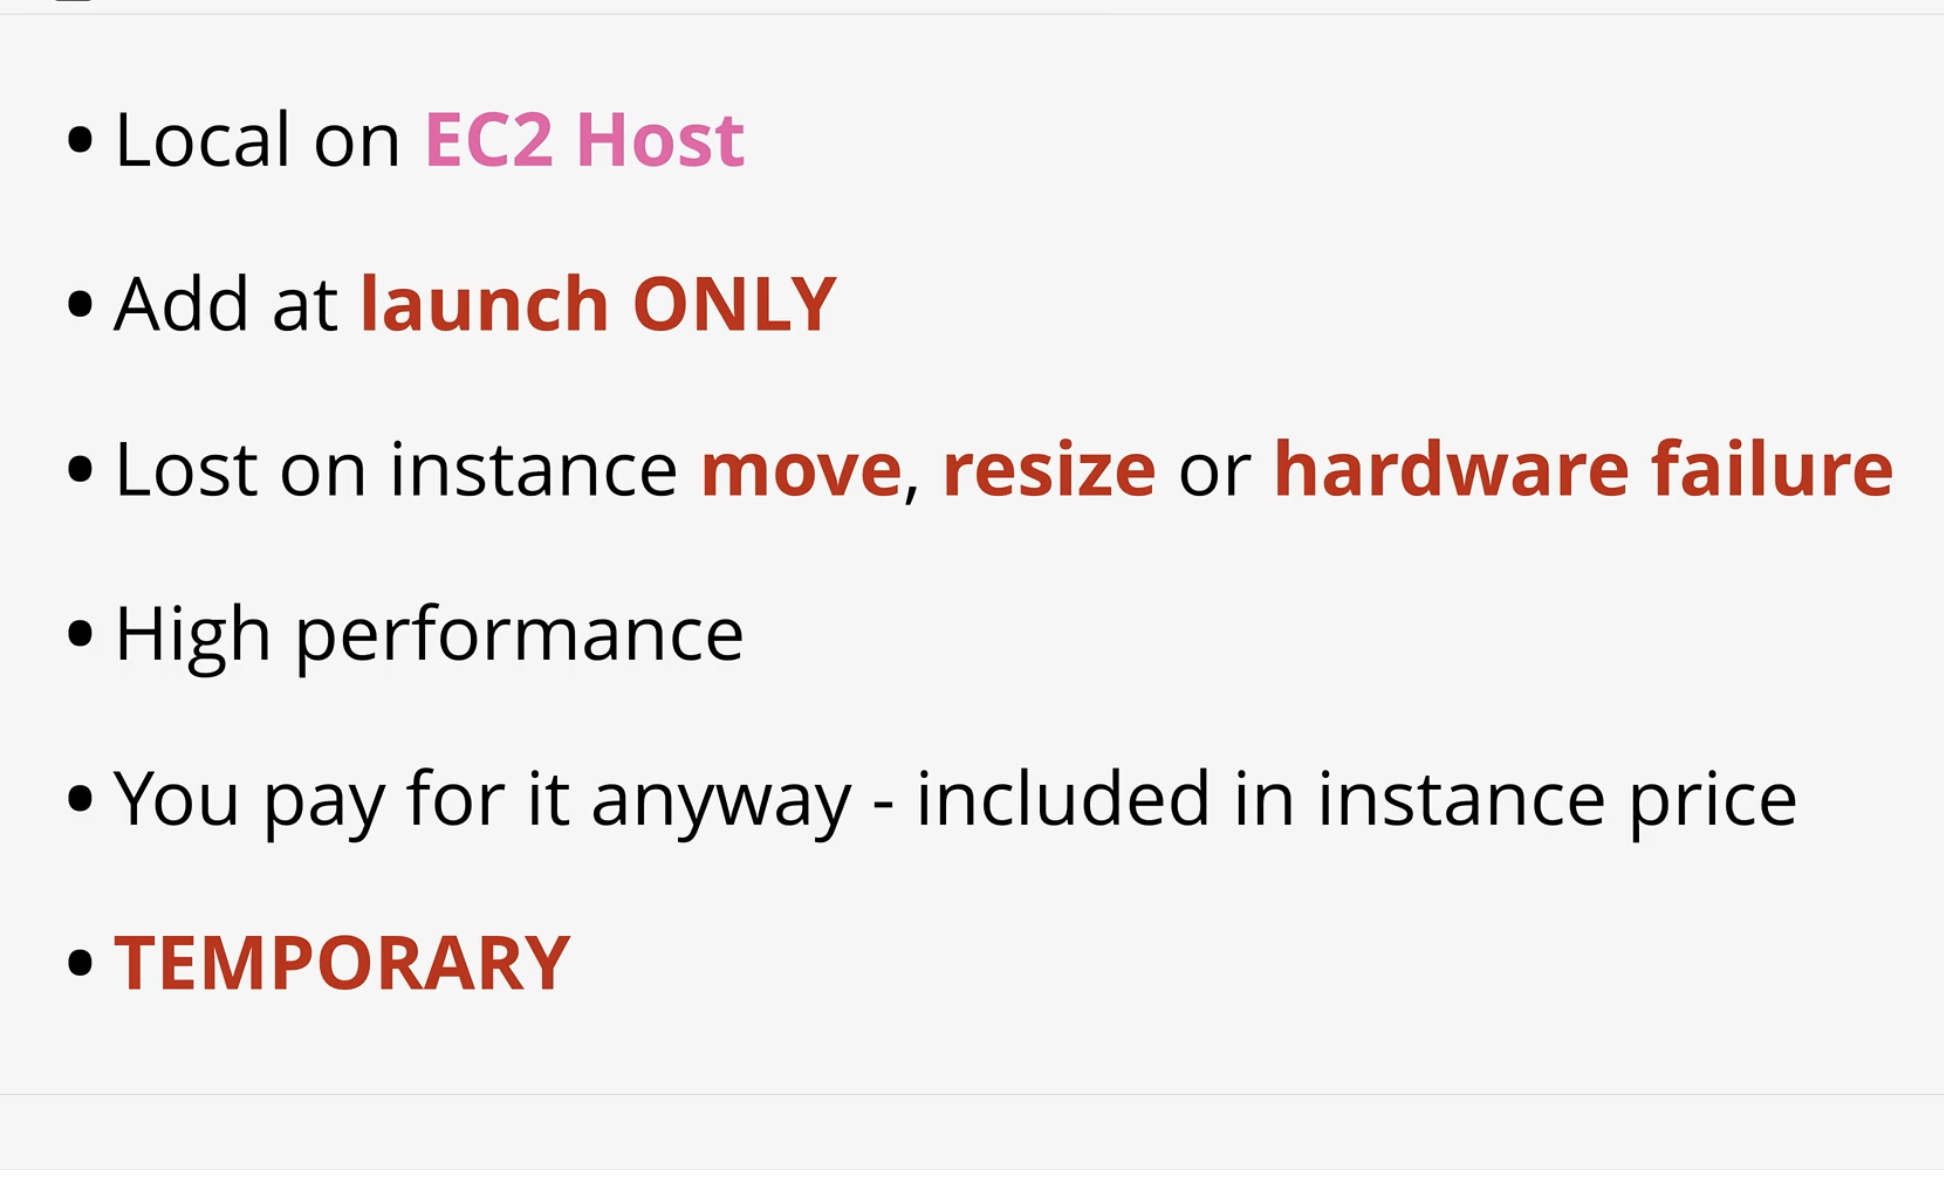 • Local on EC2 Host
• Add at launch ONLY
• Lost on instance move, resize or hardware failure
• High performance
• You pay for it anyway - included in instance price
• TEMPORARY